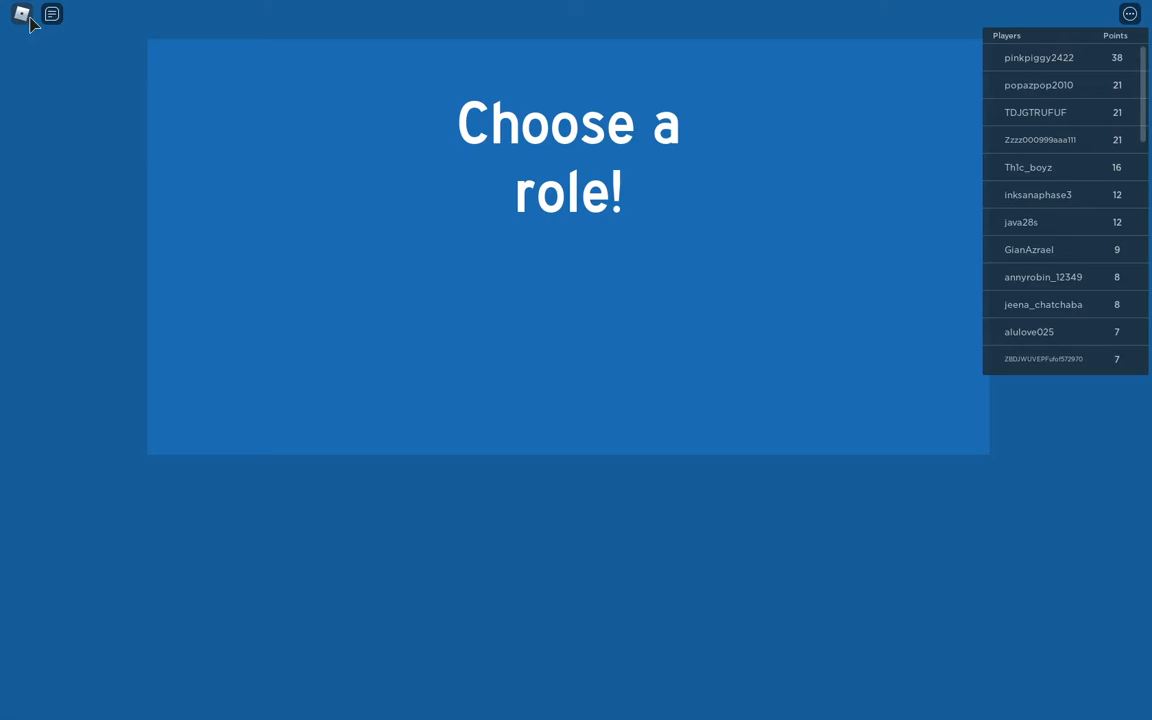 Choose a
role!
Players Points
pinkpiggy2422 38
popazpop2010 21
TDJGTRUFUF 21
Zzzz000999aaa111 21
Th1c_boyz 16
inksanaphase3 12
java28s 12
GianAzrael 9
annyrobin_12349 8
jeena_chatchaba 8
alulove025 7
ZBDJWUVEPFufof572970 7